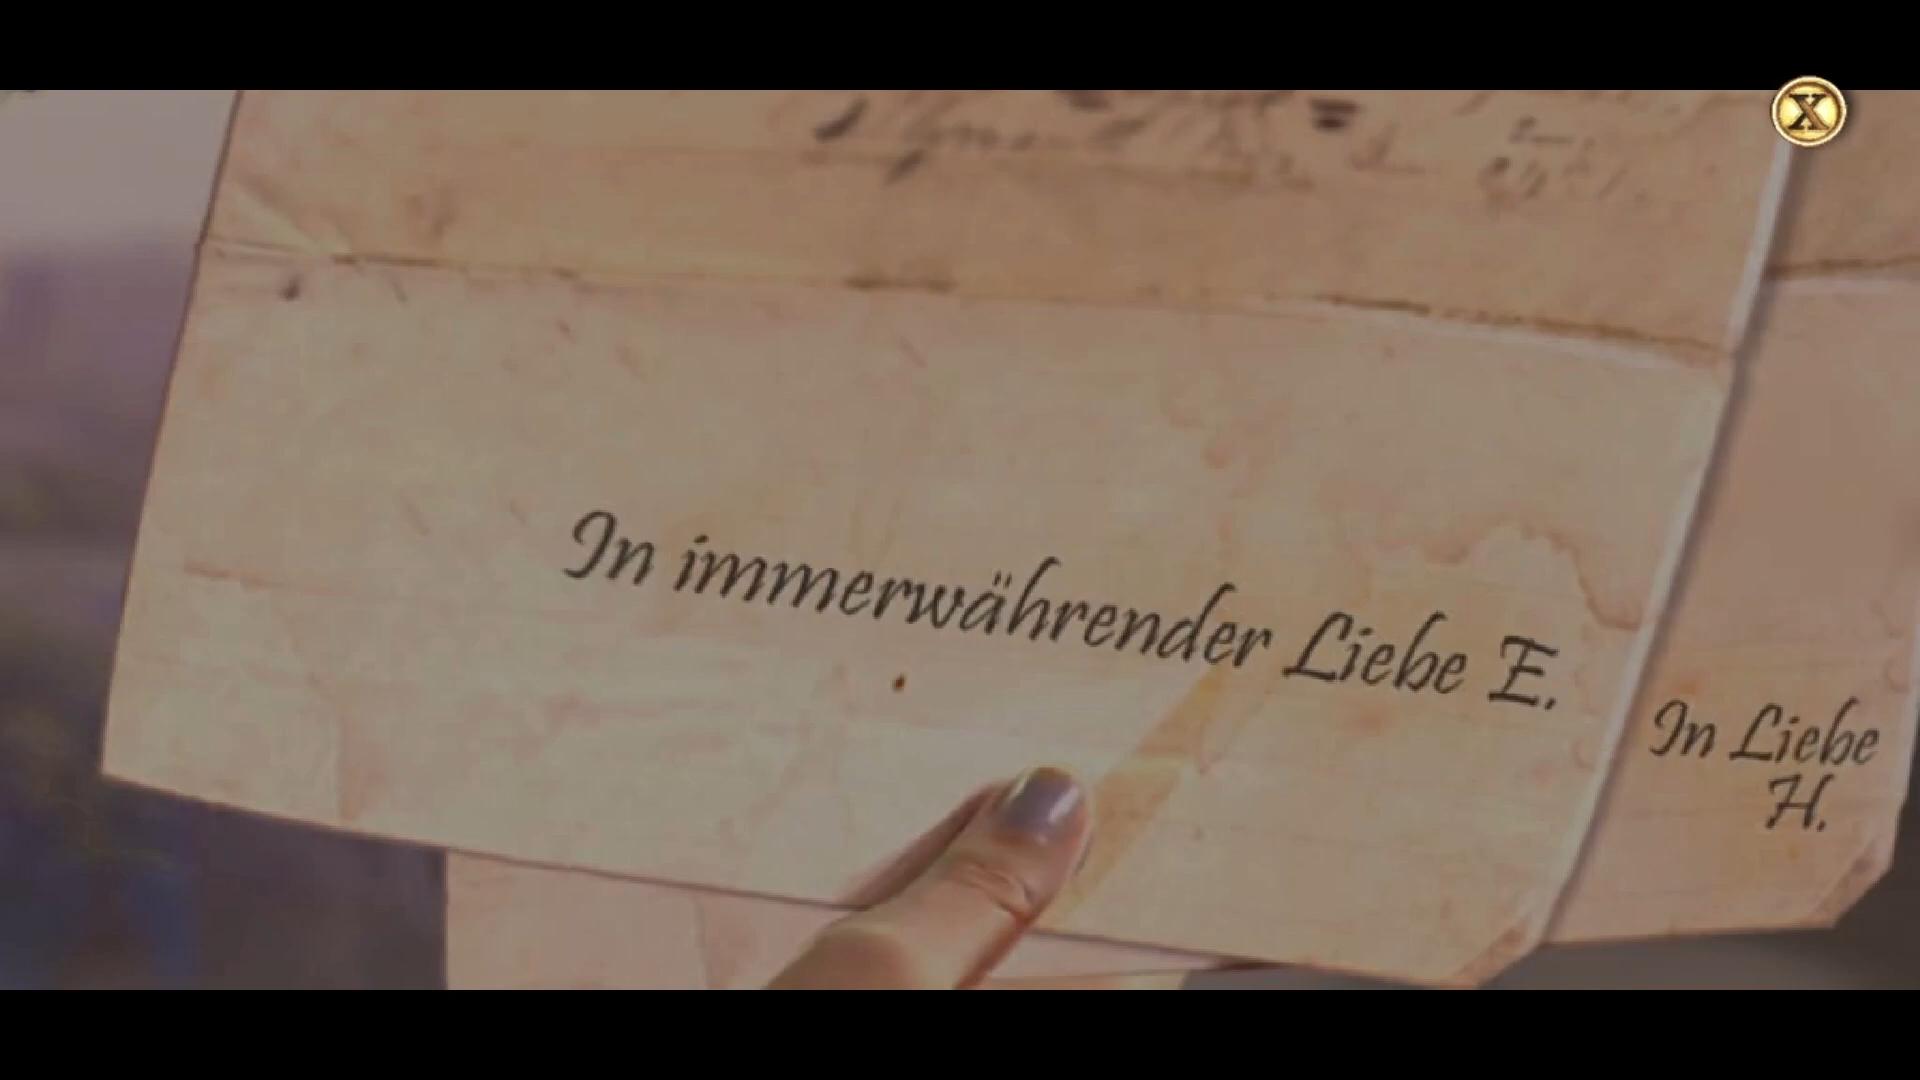 X
In immerwährender Liebe E.
In Liebe
H.